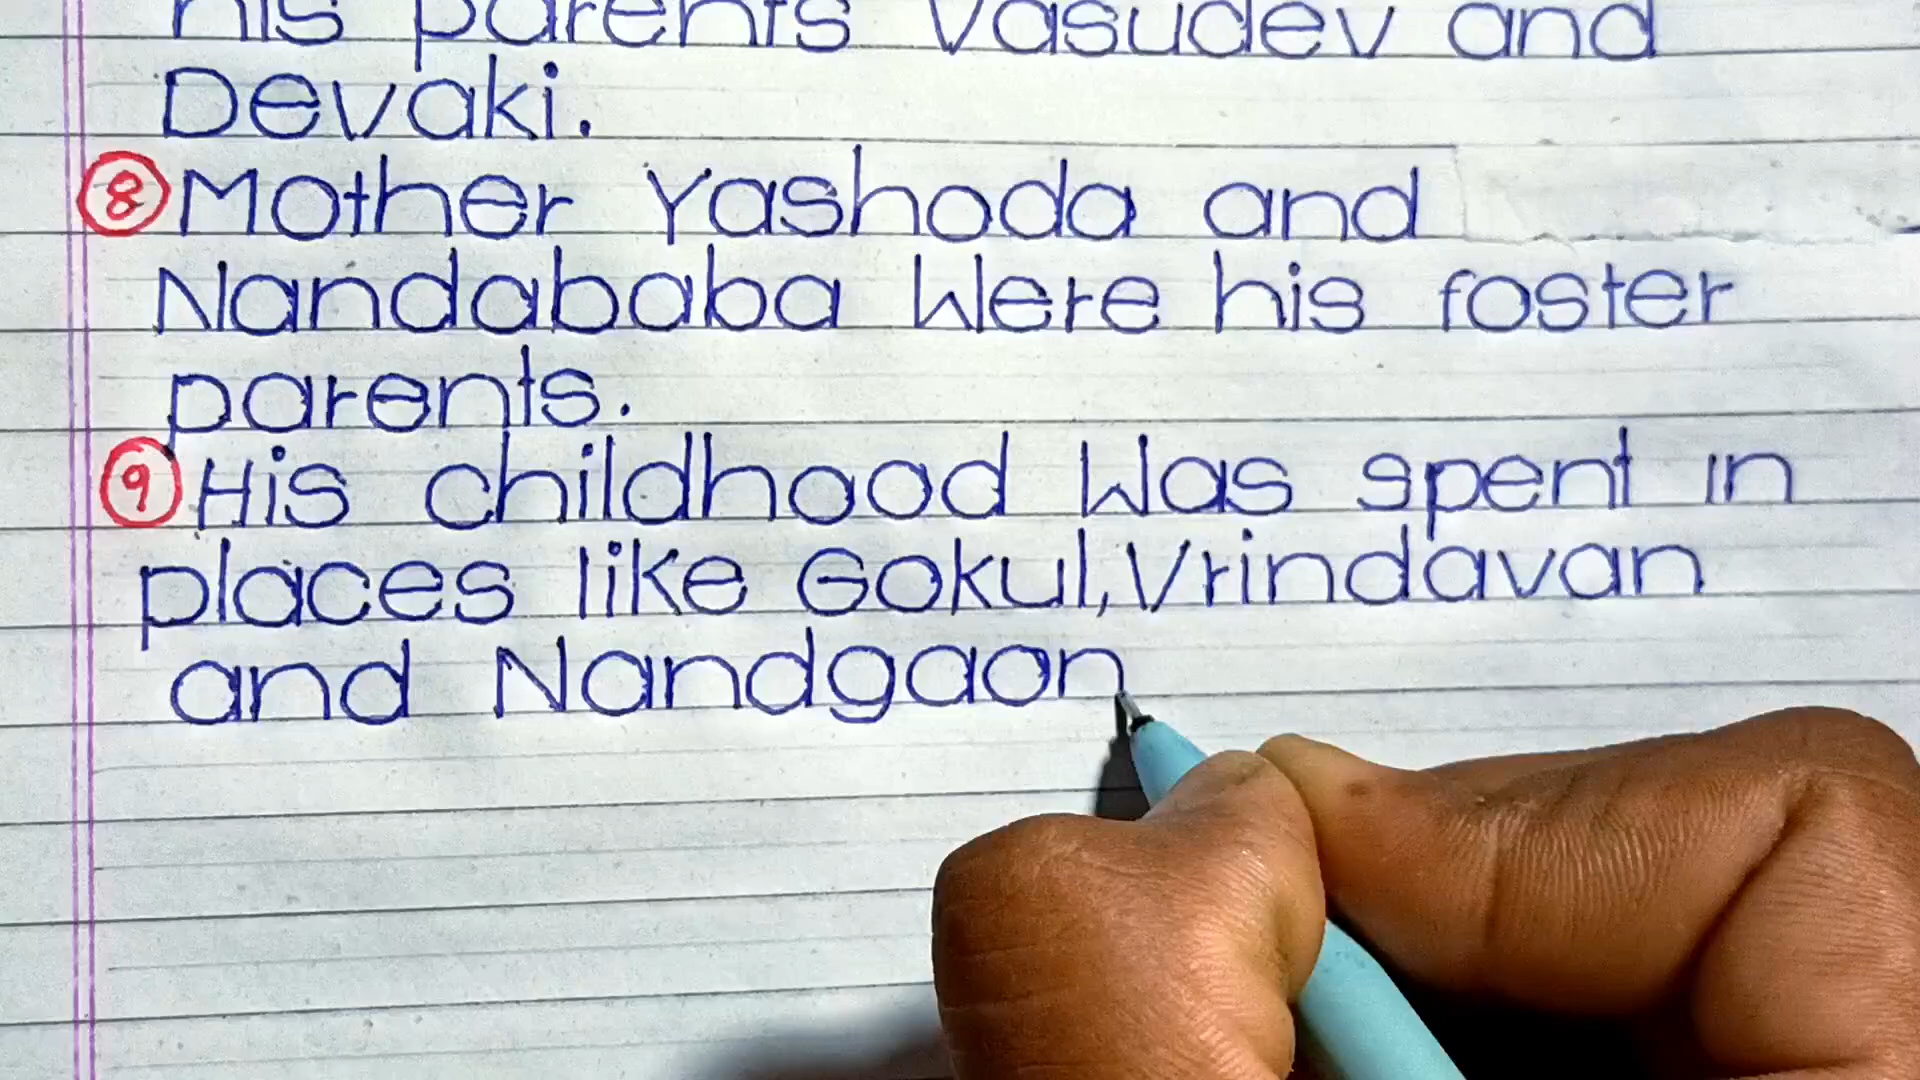 his parents Vasudev and
Devaki.
8 Mother Yashoda and
Nandababa Were his foster
parents.
9 His childhood Was spent in
places like Gokul, Vrindavan
and Nandgaon